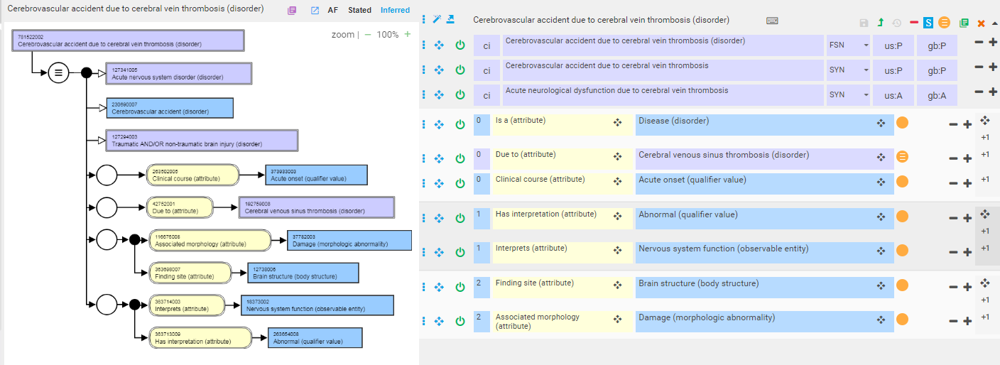 Cerebrovascular accident due to cerebral vein thrombosis (disorder)
AF Stated Inferred
zoom | − 100% +
781522002
Cerebrovascular accident due to cerebral vein thrombosis (disorder)
127341005
Acute nervous system disorder (disorder)
230690007
Cerebrovascular accident (disorder)
127294003
Traumatic AND/OR non-traumatic brain injury (disorder)
263502005
Clinical course (attribute)
373933003
Acute onset (qualifier value)
42752001
Due to (attribute)
192759008
Cerebral venous sinus thrombosis (disorder)
116676008
Associated morphology (attribute)
37782003
Damage (morphologic abnormality)
363698007
Finding site (attribute)
12738006
Brain structure (body structure)
363714003
Interprets (attribute)
18373002
Nervous system function (observable entity)
363713009
Has interpretation (attribute)
263654008
Abnormal (qualifier value)
Cerebrovascular accident due to cerebral vein thrombosis (disorder)
S
ci Cerebrovascular accident due to cerebral vein thrombosis (disorder) FSN us:P gb:P
ci Cerebrovascular accident due to cerebral vein thrombosis SYN us:P gb:P
ci Acute neurological dysfunction due to cerebral vein thrombosis SYN us:A gb:A
0 Is a (attribute) Disease (disorder)
+1
0 Due to (attribute) Cerebral venous sinus thrombosis (disorder) +1
0 Clinical course (attribute) Acute onset (qualifier value) +1
1 Has interpretation (attribute) Abnormal (qualifier value)
+1
1 Interprets (attribute) Nervous system function (observable entity) +1
2 Finding site (attribute) Brain structure (body structure)
+1
2 Associated morphology (attribute) Damage (morphologic abnormality) +1